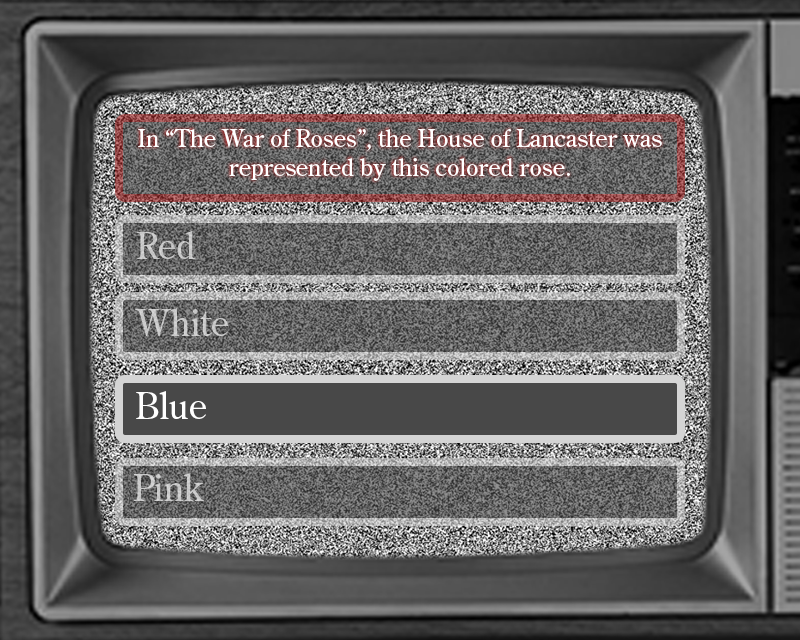 In “The War of Roses”, the House of Lancaster was
represented by this colored rose.
Red
White
Blue
Pink